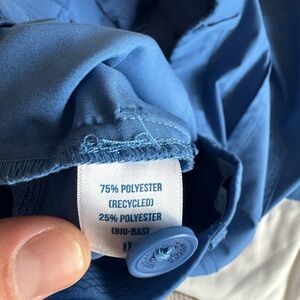 75% POLYESTER
(RECYCLED)
25% POLYESTER
(BIO-BAS